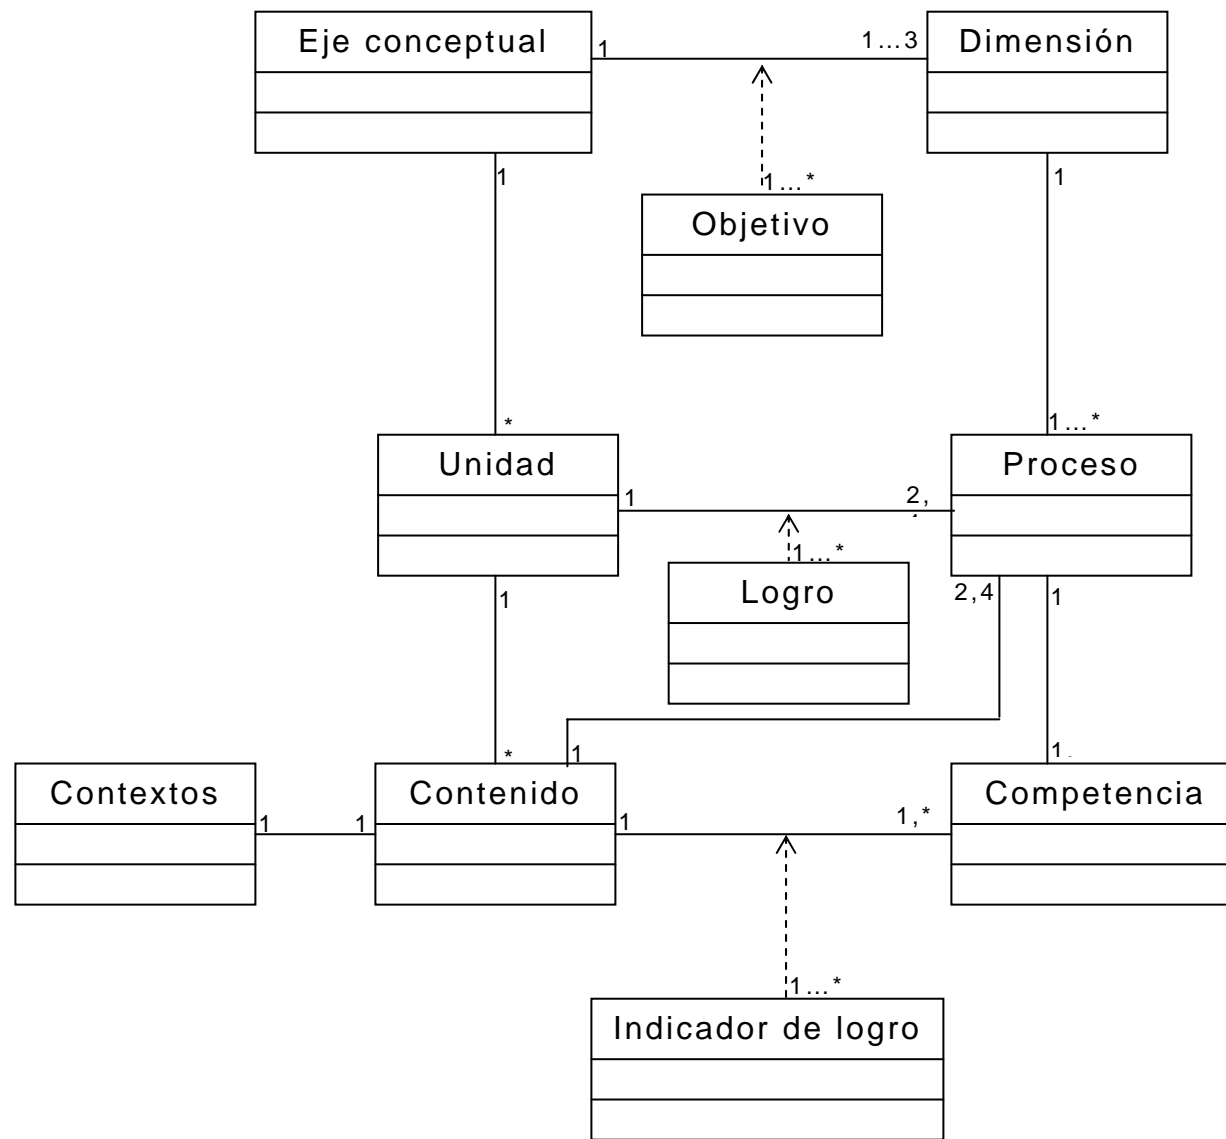 Eje conceptual
1
1...3
Dimensión
1
1...*
Objetivo
1
*
1...*
Unidad
1
2,
Proceso
1...*
1
Logro
2,4
1
*
1
1.
Contextos
1
1
Contenido
1
1,*
Competencia
1...*
Indicador de logro